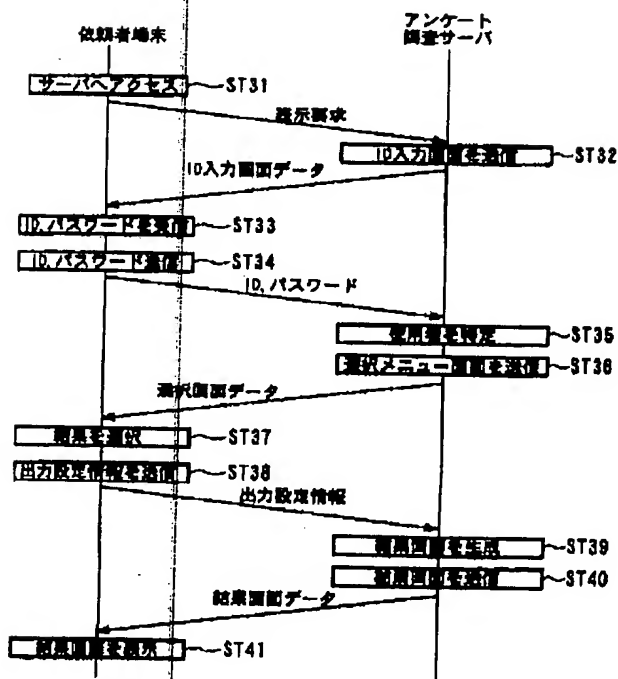 依頼者端末
アンケート
調査サーバ
サーバへアクセス ST31
提示要求
ID入力画面を送信 ST32
ID入力画面データ
ID,パスワードを ST33
ID,パスワード送信 ST34
ID,パスワード
使用者を特定 ST35
選択メニュー画面を送信 ST36
選択画面データ
結果を選択 ST37
出力設定情報を送信 ST38
出力設定情報
結果画面を生成 ST39
結果画面を送信 ST40
結果画面データ
結果画面を表示 ST41